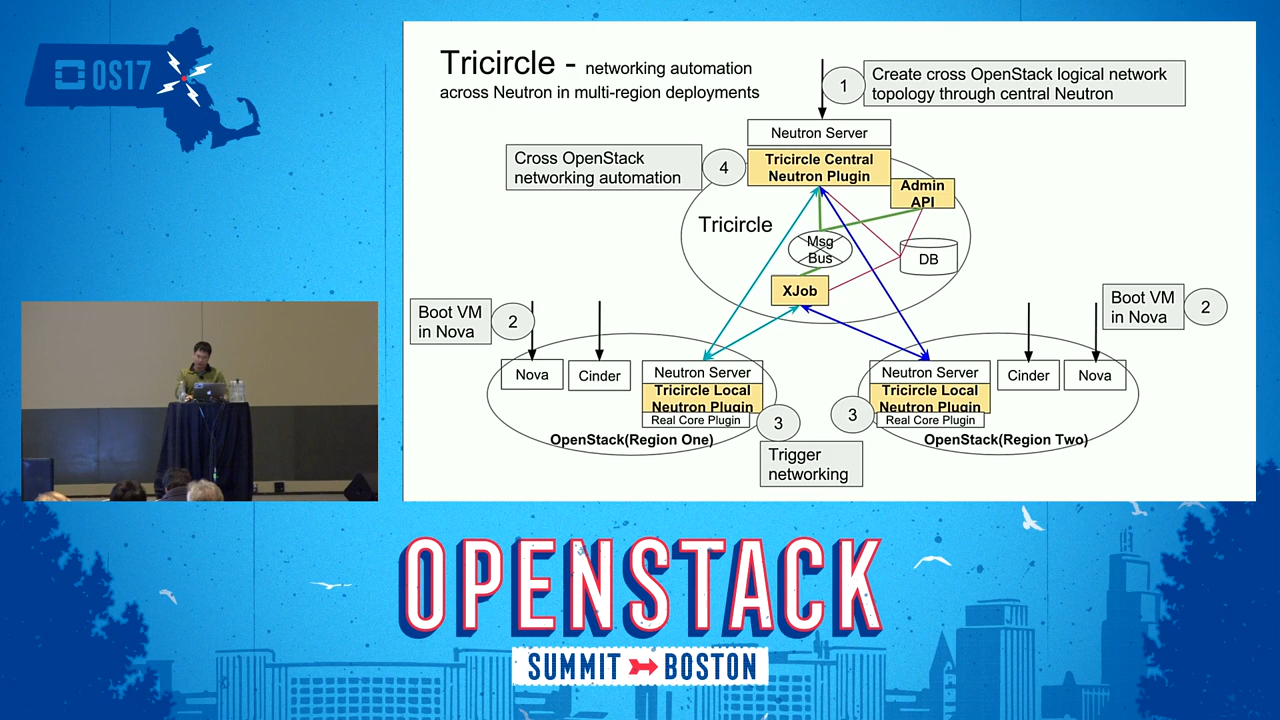 OS17
Tricircle - networking automation
across Neutron in multi-region deployments
1
Create cross OpenStack logical network
topology through central Neutron
Neutron Server
Cross OpenStack
networking automation
4
Tricircle Central
Neutron Plugin
Admin
API
Tricircle
Msg
Bus
DB
XJob
Boot VM
in Nova
2
Boot VM
in Nova
2
Nova
Cinder
Neutron Server
Tricircle Local
Neutron Plugin
Real Core Plugin
OpenStack(Region One)
3
Trigger
networking
3
Neutron Server
Tricircle Local
Neutron Plugin
Real Core Plugin
Cinder
Nova
OpenStack(Region Two)
OPENSTACK
SUMMIT BOSTON